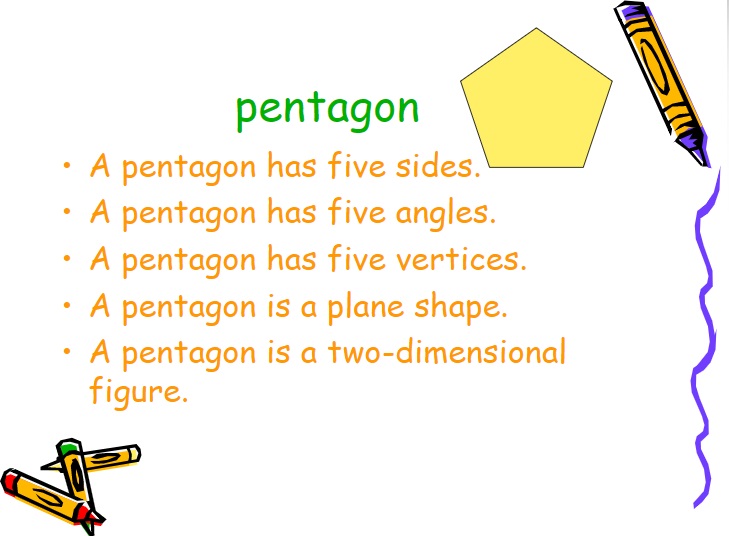 pentagon
• A pentagon has five sides.
• A pentagon has five angles.
• A pentagon has five vertices.
• A pentagon is a plane shape.
• A pentagon is a two-dimensional
figure.